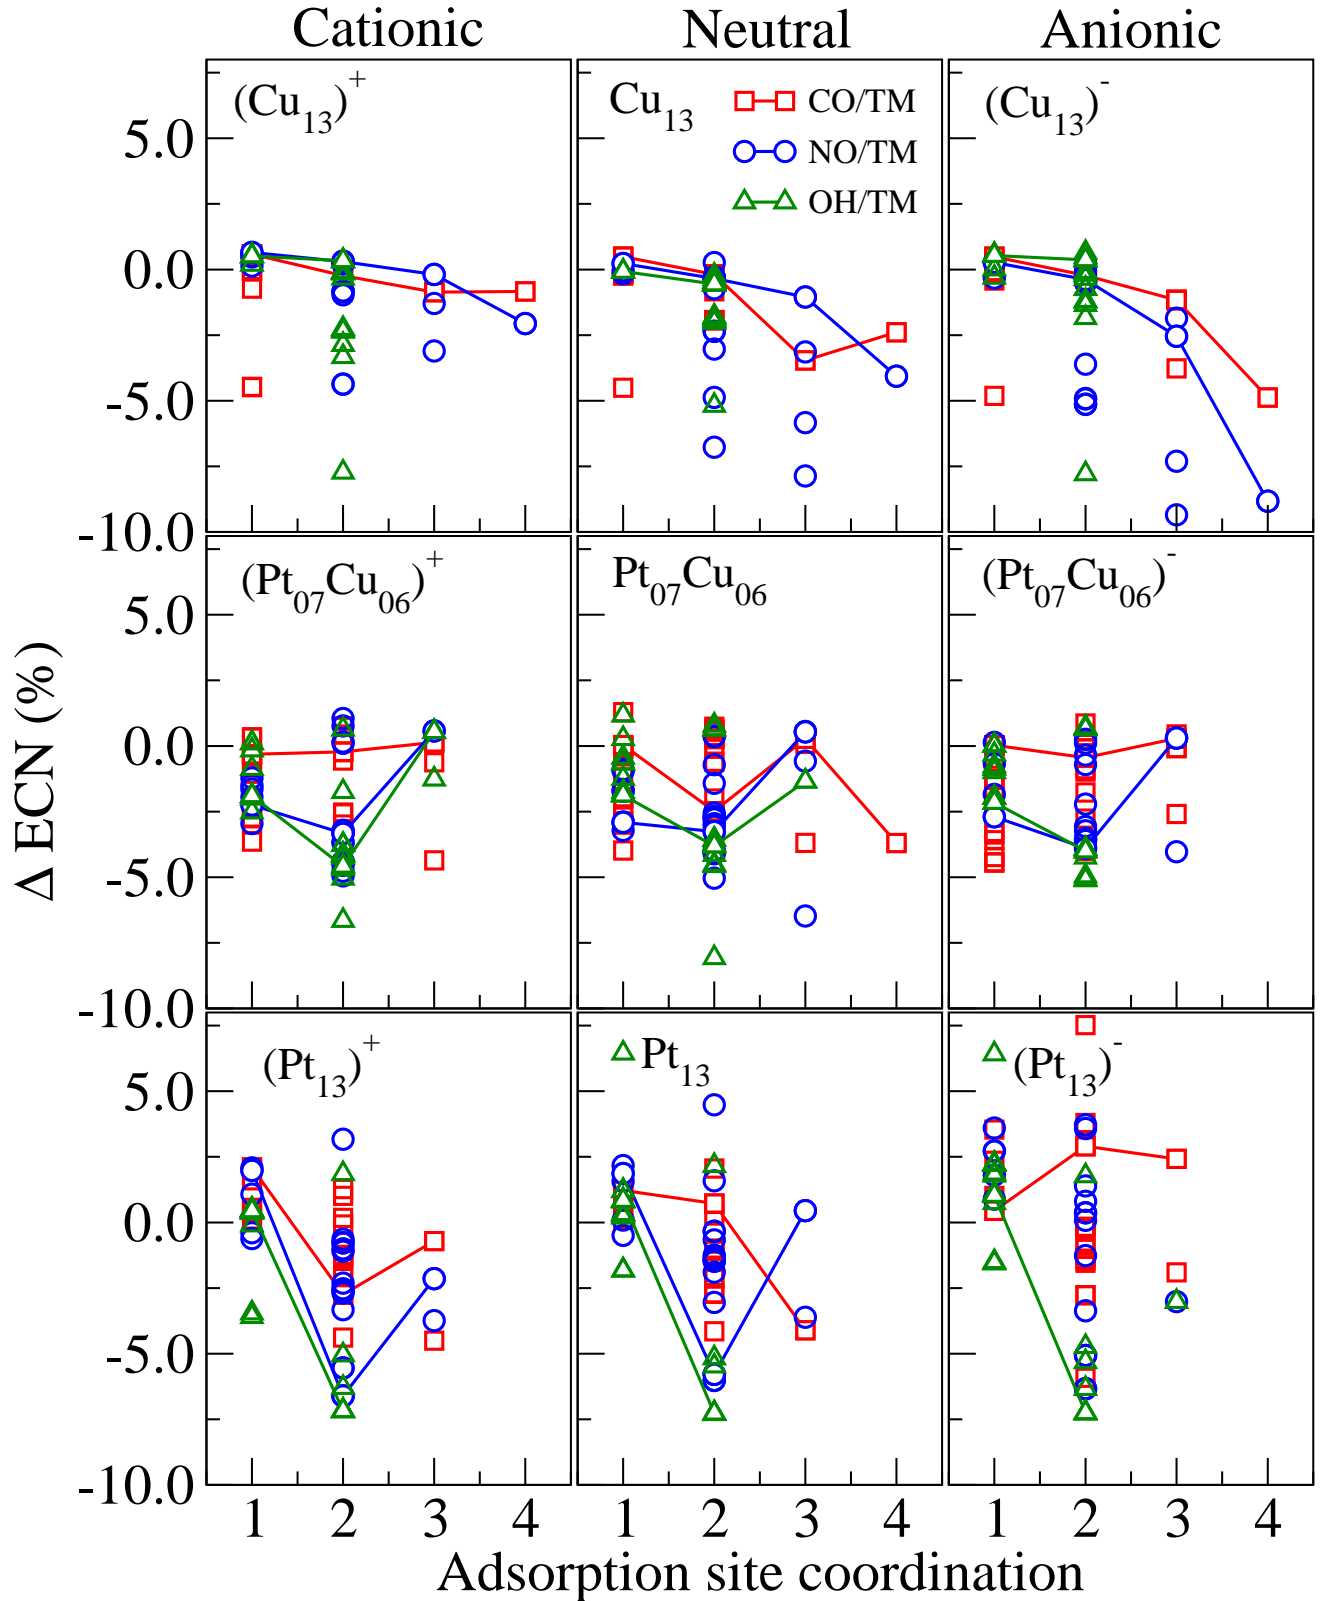 Cationic Neutral Anionic
(Cu13)+ Cu13 (Cu13)-
CO/TM
NO/TM
OH/TM
5.0
0.0
-5.0
-10.0
(Pt07Cu06)+ Pt07Cu06 (Pt07Cu06)-
5.0
0.0
-5.0
-10.0
Δ ECN (%)
(Pt13)+ Pt13 (Pt13)-
5.0
0.0
-5.0
-10.0
1 2 3 4 1 2 3 4 1 2 3 4
Adsorption site coordination